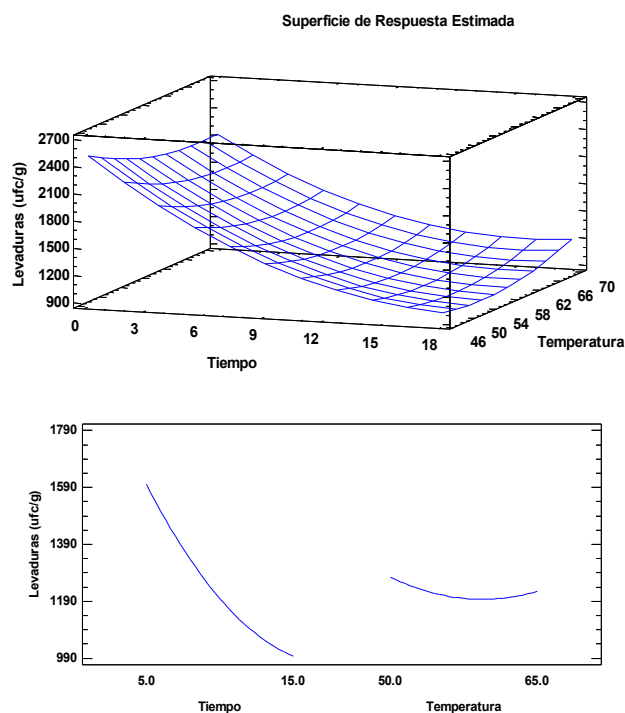 Superficie de Respuesta Estimada
Levaduras (ufc/g)
2700
2400
2100
1800
1500
1200
900
0 3 6 9 12 15 18
Tiempo
46 50 54 58 62 66 70
Temperatura
Levaduras (ufc/g)
1790
1590
1390
1190
990
5.0 15.0 50.0 65.0
Tiempo Temperatura